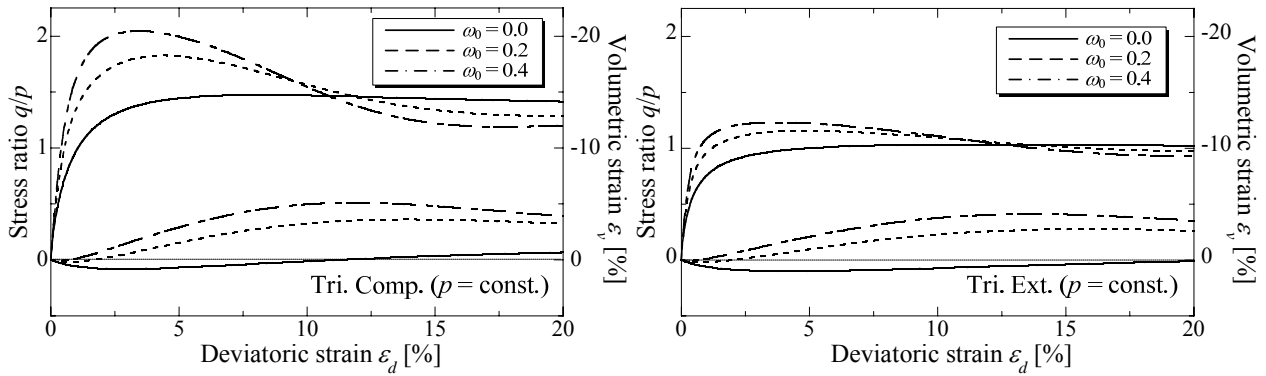 2
1
0
Stress ratio q/p
ω₀ = 0.0
ω₀ = 0.2
ω₀ = 0.4
-20
-10
0
Volumetric strain εᵥ [%]
Tri. Comp. (p = const.)
0 5 10 15 20
Deviatoric strain ε_d [%]
2
1
0
Stress ratio q/p
ω₀ = 0.0
ω₀ = 0.2
ω₀ = 0.4
-20
-10
0
Volumetric strain εᵥ [%]
Tri. Ext. (p = const.)
0 5 10 15 20
Deviatoric strain ε_d [%]